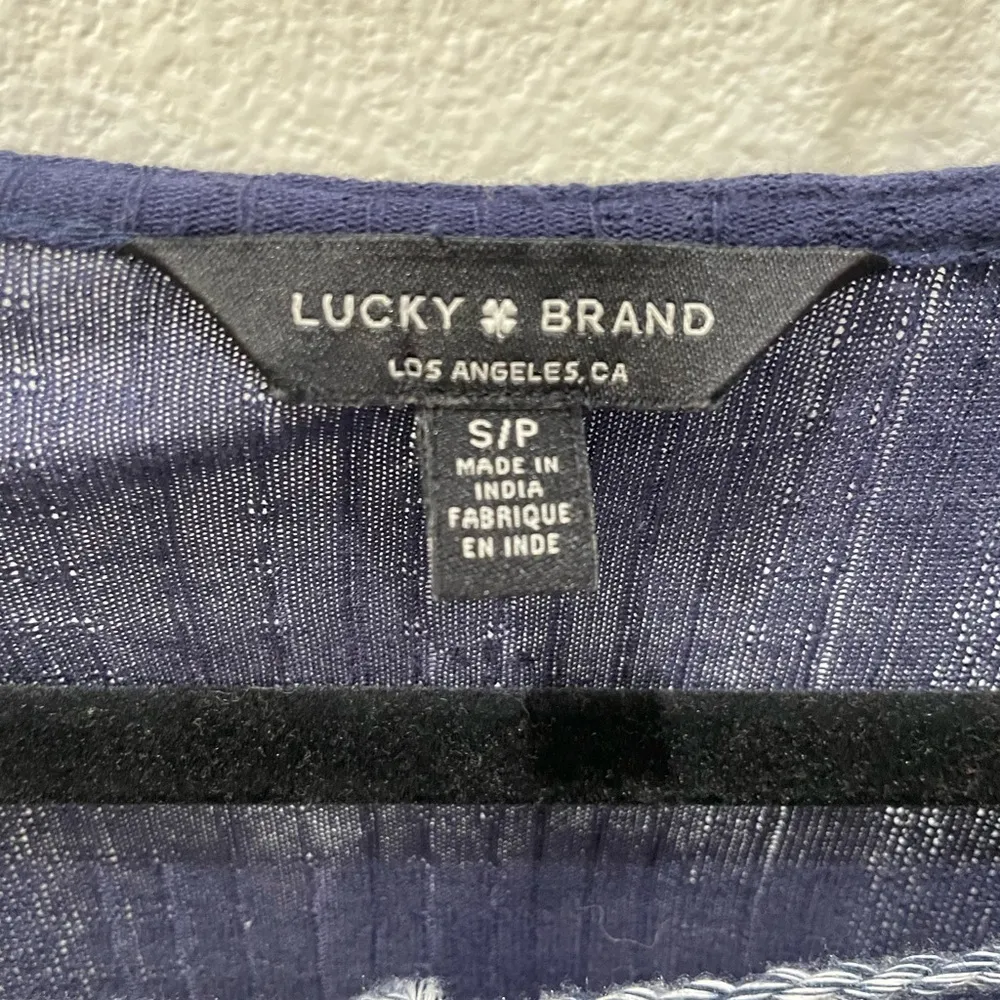 LUCKY BRAND
LOS ANGELES, CA
S/P
MADE IN
INDIA
FABRIQUE
EN INDE